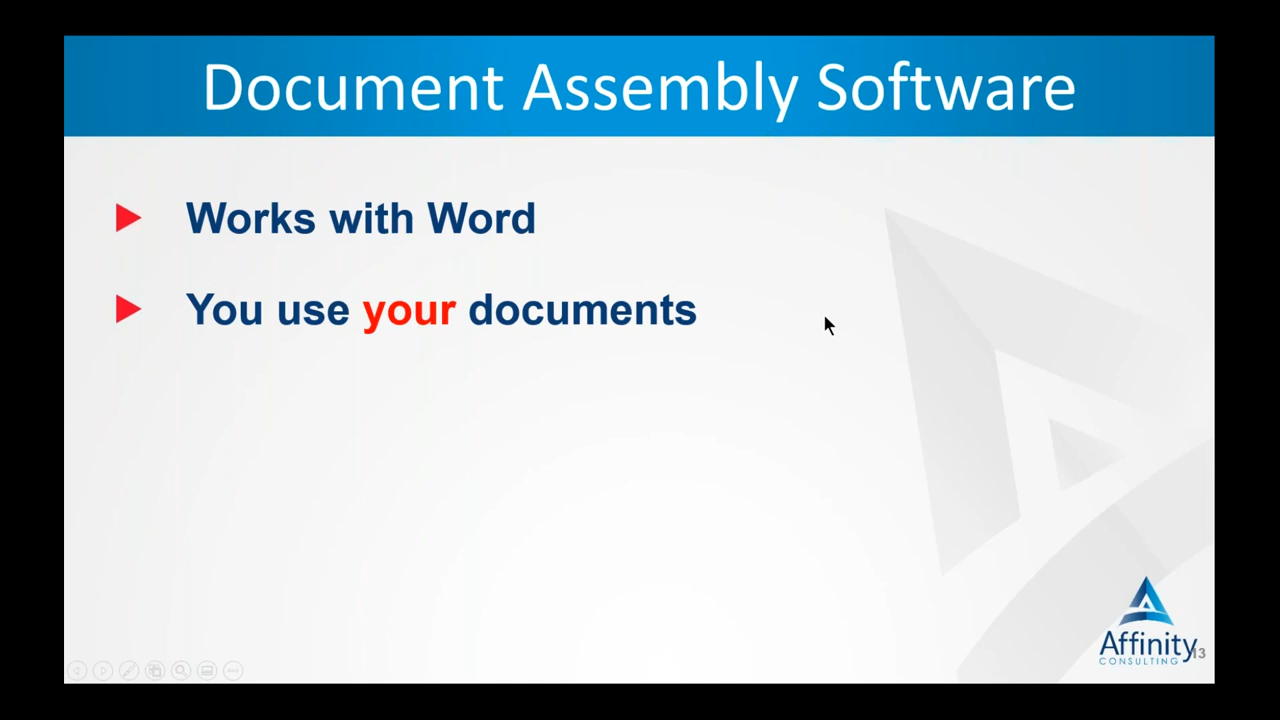 Document Assembly Software
Works with Word
You use your documents
Affinity
CONSULTING
13